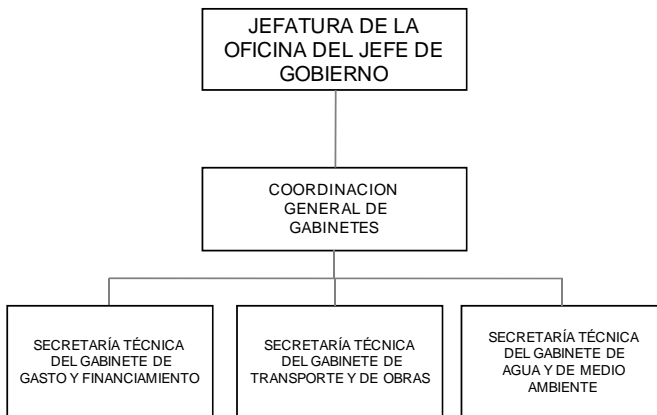 JEFATURA DE LA
OFICINA DEL JEFE DE
GOBIERNO
COORDINACION
GENERAL DE
GABINETES
SECRETARÍA TÉCNICA
DEL GABINETE DE
GASTO Y FINANCIAMIENTO
SECRETARÍA TÉCNICA
DEL GABINETE DE
TRANSPORTE Y DE OBRAS
SECRETARÍA TÉCNICA
DEL GABINETE DE
AGUA Y DE MEDIO
AMBIENTE